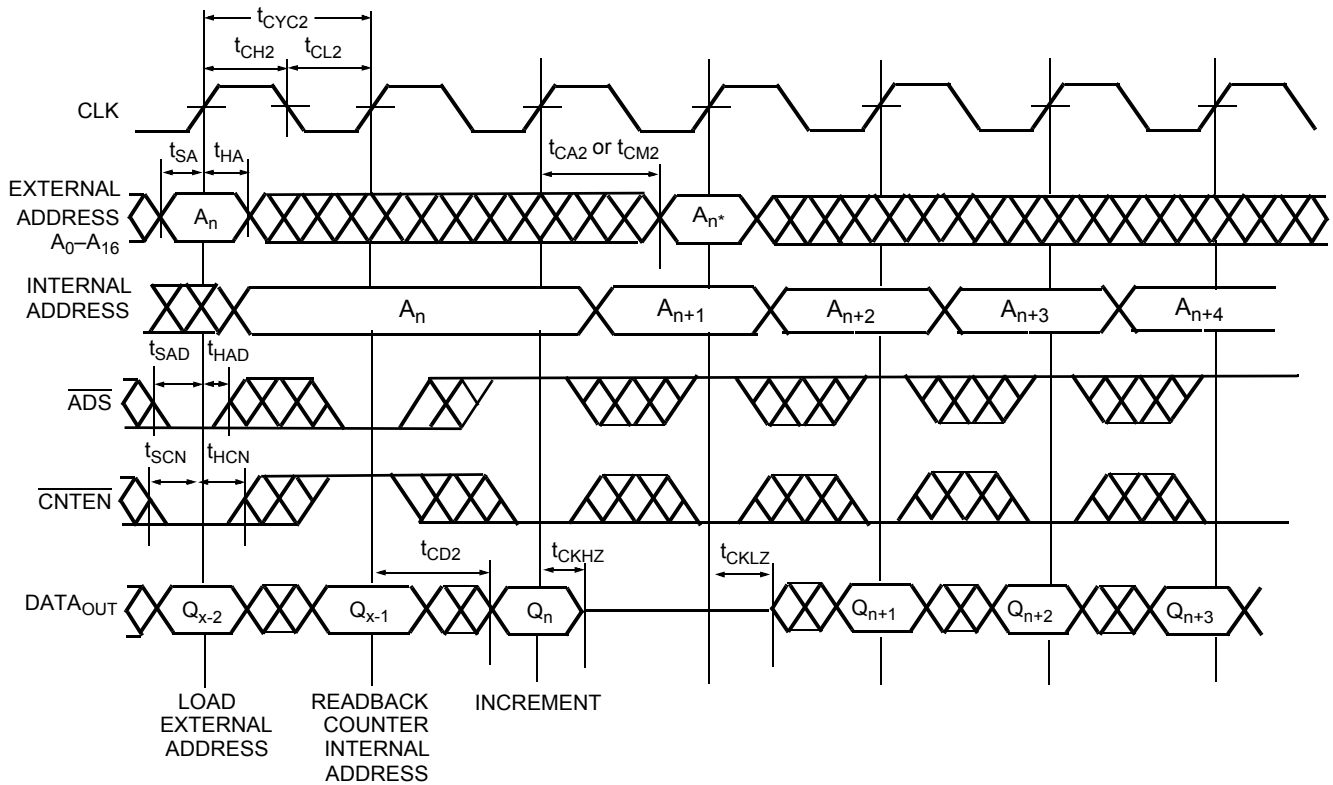 tCYC2
tCH2
tCL2
CLK
tSA
tHA
tCA2 or tCM2
EXTERNAL
ADDRESS
A0–A16
An
An*
INTERNAL
ADDRESS
An
An+1
An+2
An+3
An+4
tSAD
tHAD
ADS
tSCN
tHCN
CNTEN
tCD2
tCKHZ
tCKLZ
DATAOUT
Qx-2
Qx-1
Qn
Qn+1
Qn+2
Qn+3
LOAD
EXTERNAL
ADDRESS
READBACK
COUNTER
INTERNAL
ADDRESS
INCREMENT